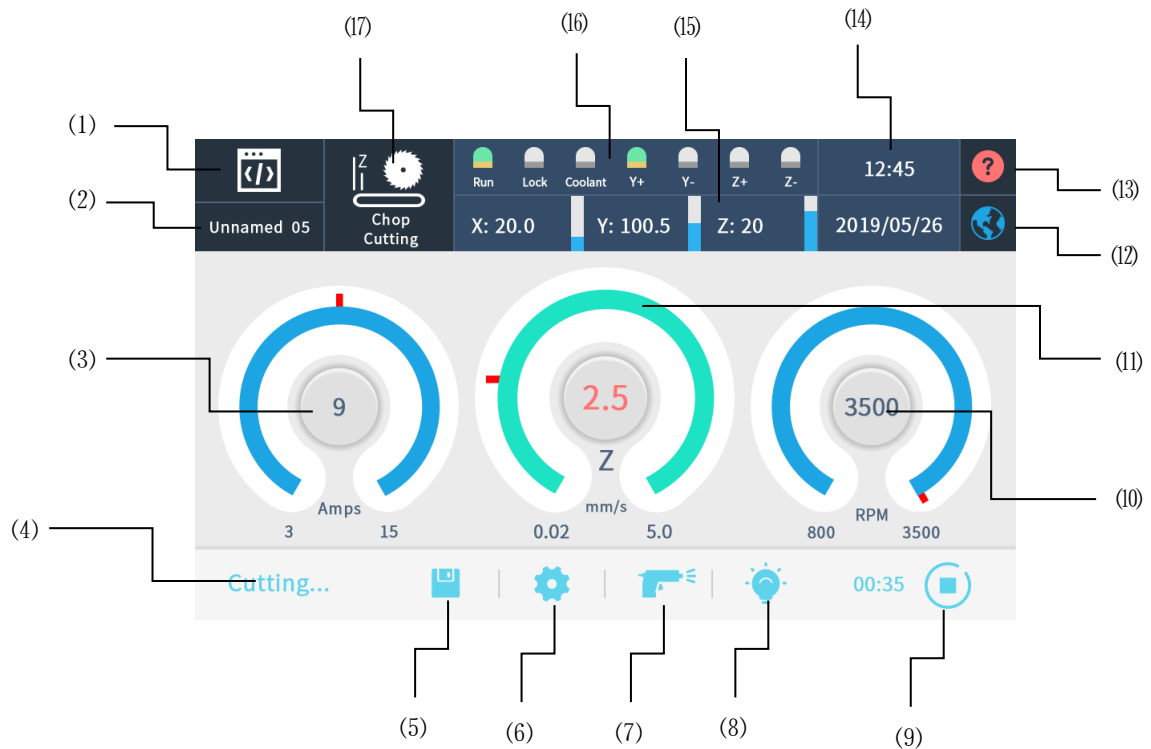 (17)
(16)
(15)
(14)
(1)
(2)
(3)
(4)
(5)
(6)
(7)
(8)
(9)
(10)
(11)
(12)
(13)
</>
Unnamed 05
Z
Chop
Cutting
Run Lock Coolant Y+ Y- Z+ Z-
X: 20.0 Y: 100.5 Z: 20
12:45
2019/05/26
?
9
Amps
3 15
2.5
Z
mm/s
0.02 5.0
3500
RPM
800 3500
Cutting...
00:35